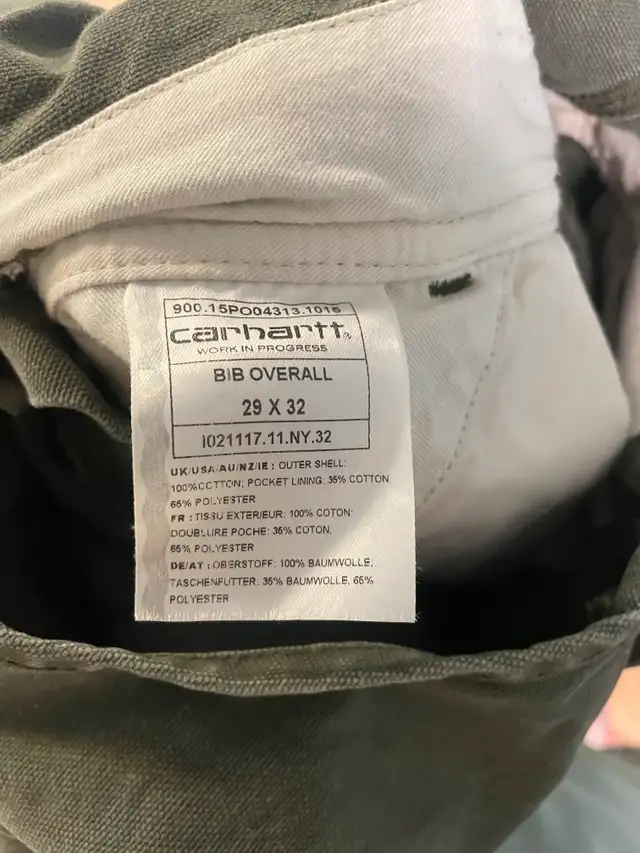 900.15PO04313.1015
carhartt®
WORK IN PROGRESS
BIB OVERALL
29 X 32
I021117.11.NY.32
UK/USA/AU/NZ/IE : OUTER SHELL:
100%COTTON; POCKET LINING: 35% COTTON
65% POLYESTER
FR : TISSU EXTERIEUR: 100% COTON;
DOUBLURE POCHE: 35% COTON,
65% POLYESTER
DE/AT : OBERSTOFF: 100% BAUMWOLLE,
TASCHENFUTTER: 35% BAUMWOLLE, 65%
POLYESTER